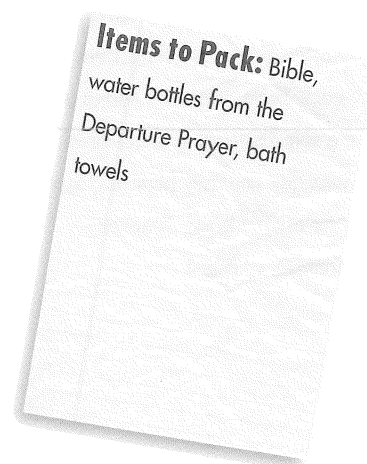 Items to Pack: Bible,
water bottles from the
Departure Prayer, bath
towels